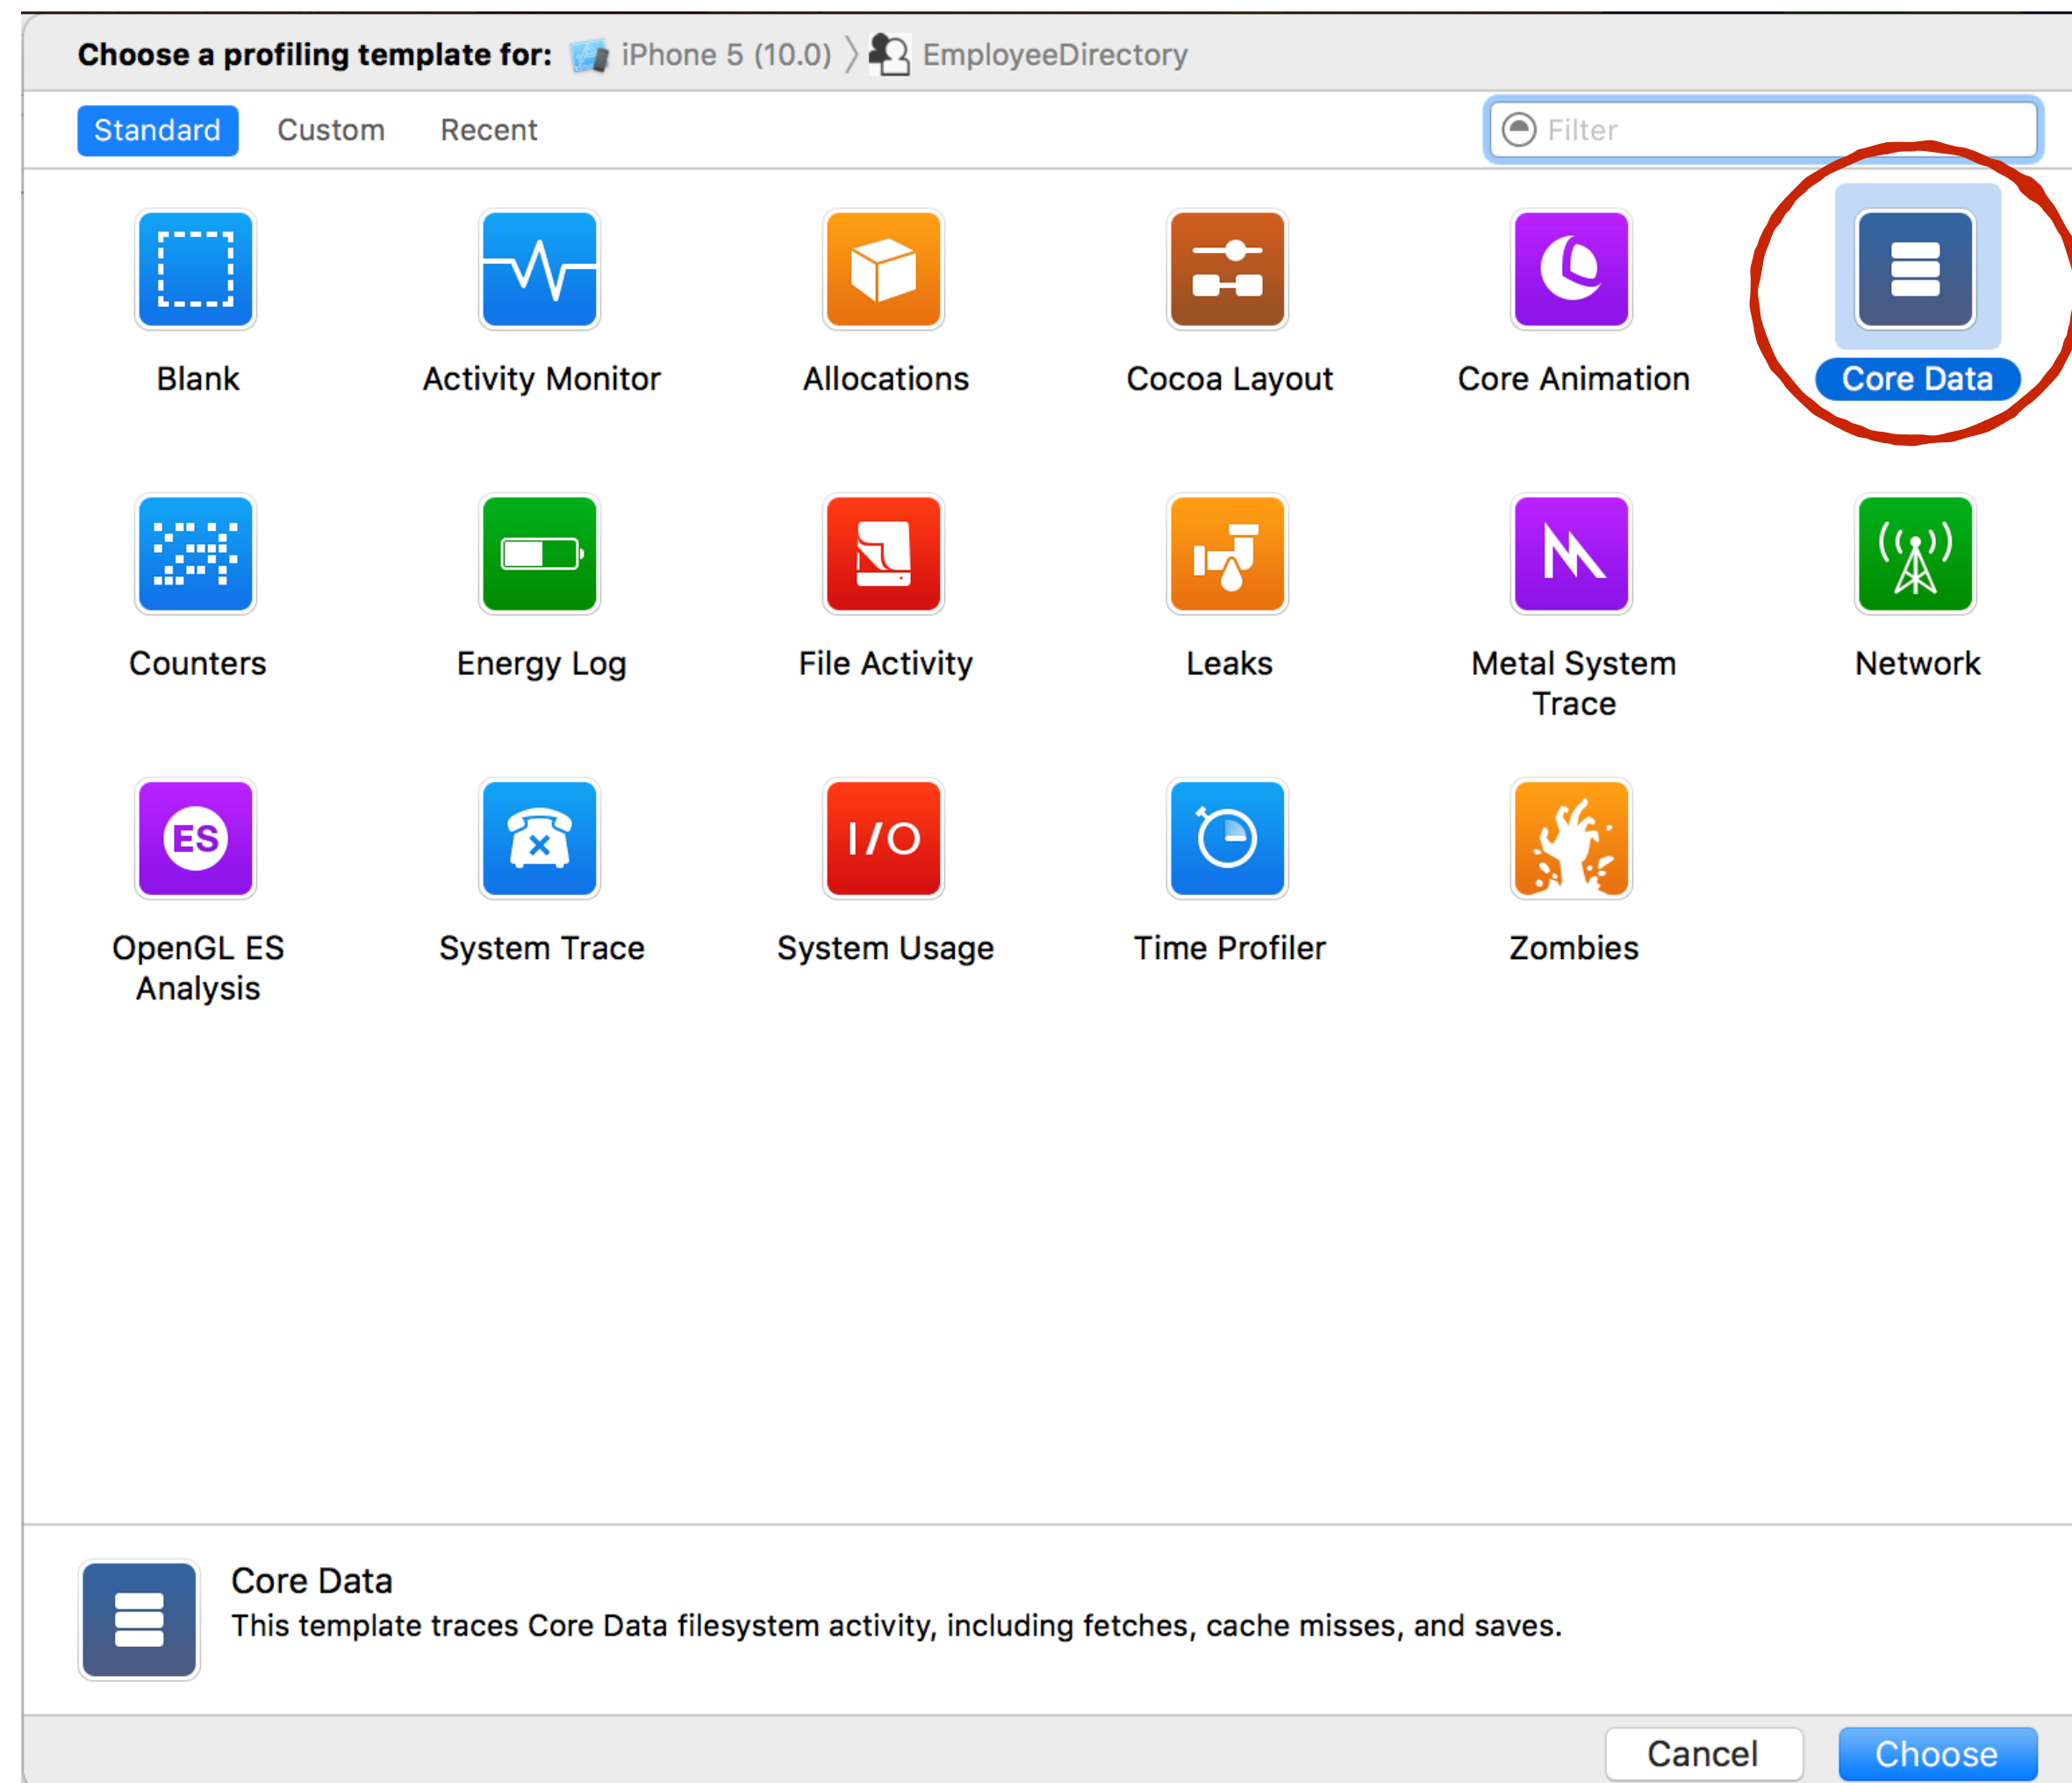 Choose a profiling template for: iPhone 5 (10.0) EmployeeDirectory
Standard Custom Recent Filter
Blank Activity Monitor Allocations Cocoa Layout Core Animation Core Data
Counters Energy Log File Activity Leaks Metal System Network
Trace
ES I/O
OpenGL ES System Trace System Usage Time Profiler Zombies
Analysis
Core Data
This template traces Core Data filesystem activity, including fetches, cache misses, and saves.
Cancel Choose